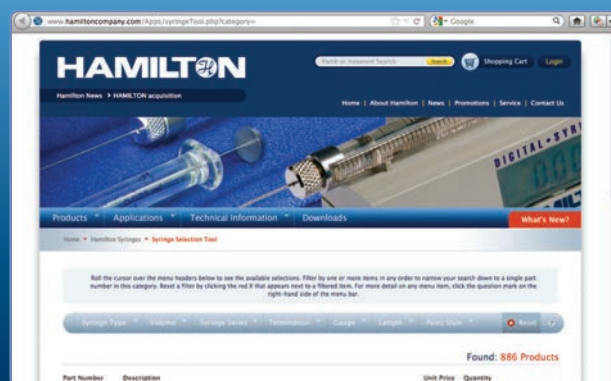 www.hamiltoncompany.com/Apps/syringeTool.php?category=
Google
HAMILTON
Part# or Keyword Search
Search
Shopping Cart
Login
Hamilton News > HAMILTON acquisition
Home | About Hamilton | News | Promotions | Service | Contact Us
DIGITAL-SYR
Products
Applications
Technical Information
Downloads
What's New?
Home • Hamilton Syringes • Syringe Selection Tool
Roll the cursor over the menu headers below to see the available selections. Filter by one or more items in any order to narrow your search down to a single part
number in this category. Reset a filter by clicking the red X that appears next to a filtered item. For more detail on any menu item, click the question mark on the
right-hand side of the menu bar.
Syringe Type
Volume
Syringe Series
Termination
Gauge
Length
Point Style
Reset
?
Found: 886 Products
Part Number
Description
Unit Price
Quantity